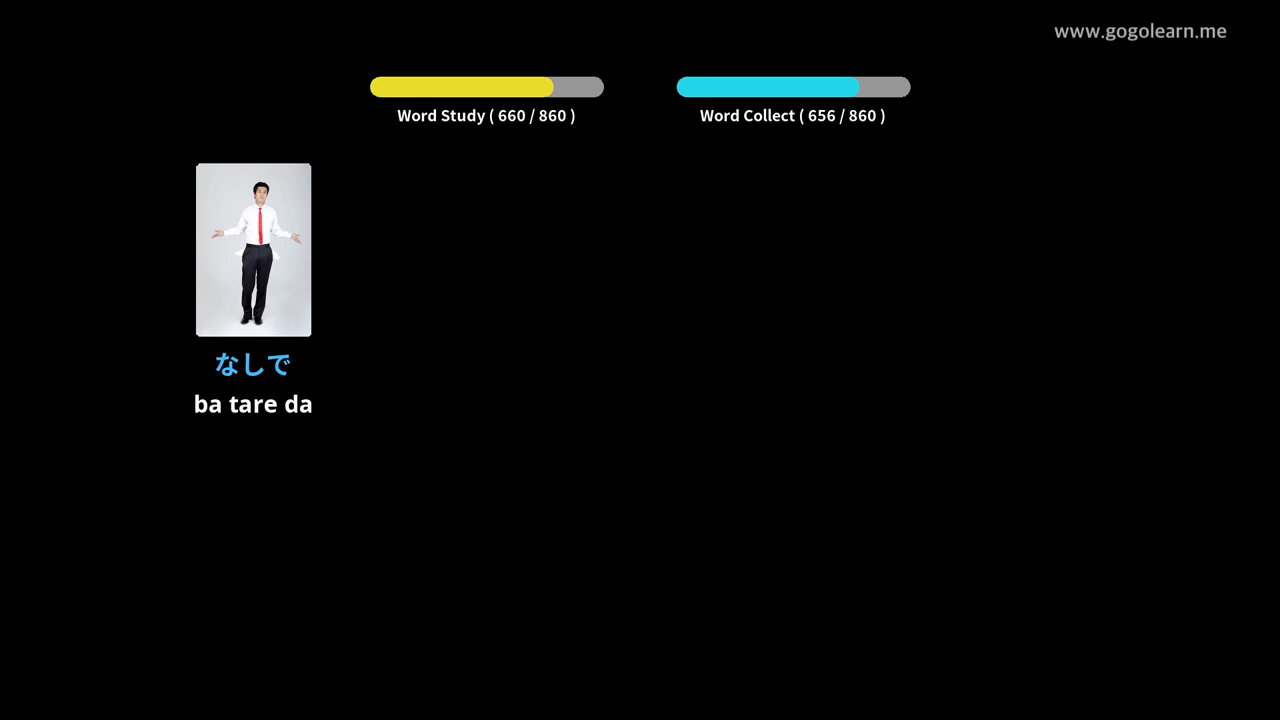 www.gogolearn.me
Word Study ( 660 / 860 )
Word Collect ( 656 / 860 )
なしで
ba tare da